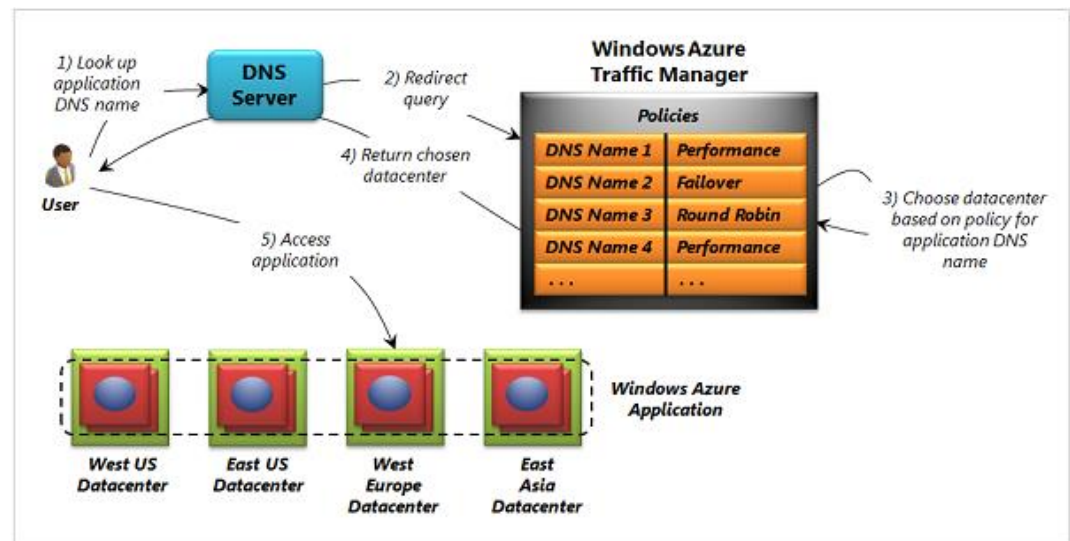 Windows Azure
Traffic Manager
1) Look up
application
DNS name
DNS
Server
2) Redirect
query
Policies
DNS Name 1 Performance
DNS Name 2 Failover
DNS Name 3 Round Robin
DNS Name 4 Performance
. . . . . .
3) Choose datacenter
based on policy for
application DNS
name
4) Return chosen
datacenter
User
5) Access
application
Windows Azure
Application
West US
Datacenter
East US
Datacenter
West
Europe
Datacenter
East
Asia
Datacenter